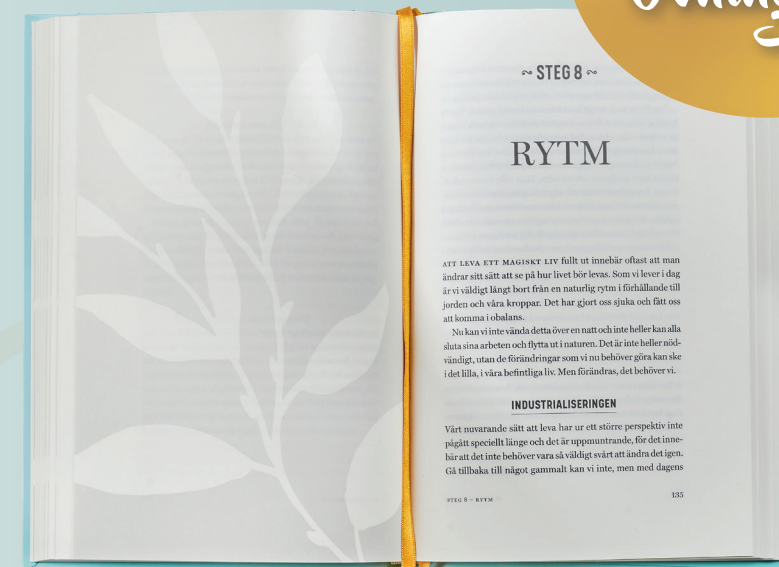 STEG 8
RYTM
ATT LEVA ETT MAGISKT LIV fullt ut innebär oftast att man
ändrar sitt sätt att se på hur livet bör levas. Som vi lever i dag
är vi väldigt långt bort från en naturlig rytm i förhållande till
jorden och våra kroppar. Det har gjort oss sjuka och fått oss
att komma i obalans.
Nu kan vi inte vända detta över en natt och inte heller kan alla
sluta sina arbeten och flytta ut i naturen. Det är inte heller nöd-
vändigt, utan de förändringar som vi nu behöver göra kan ske
i det lilla, i våra befintliga liv. Men förändras, det behöver vi.
INDUSTRIALISERINGEN
Vårt nuvarande sätt att leva har ur ett större perspektiv inte
pågått speciellt länge och det är uppmuntrande, för det inne-
bär att det inte behöver vara så väldigt svårt att ändra det igen.
Gå tillbaka till något gammalt kan vi inte, men med dagens
STEG 8 – RYTM 135